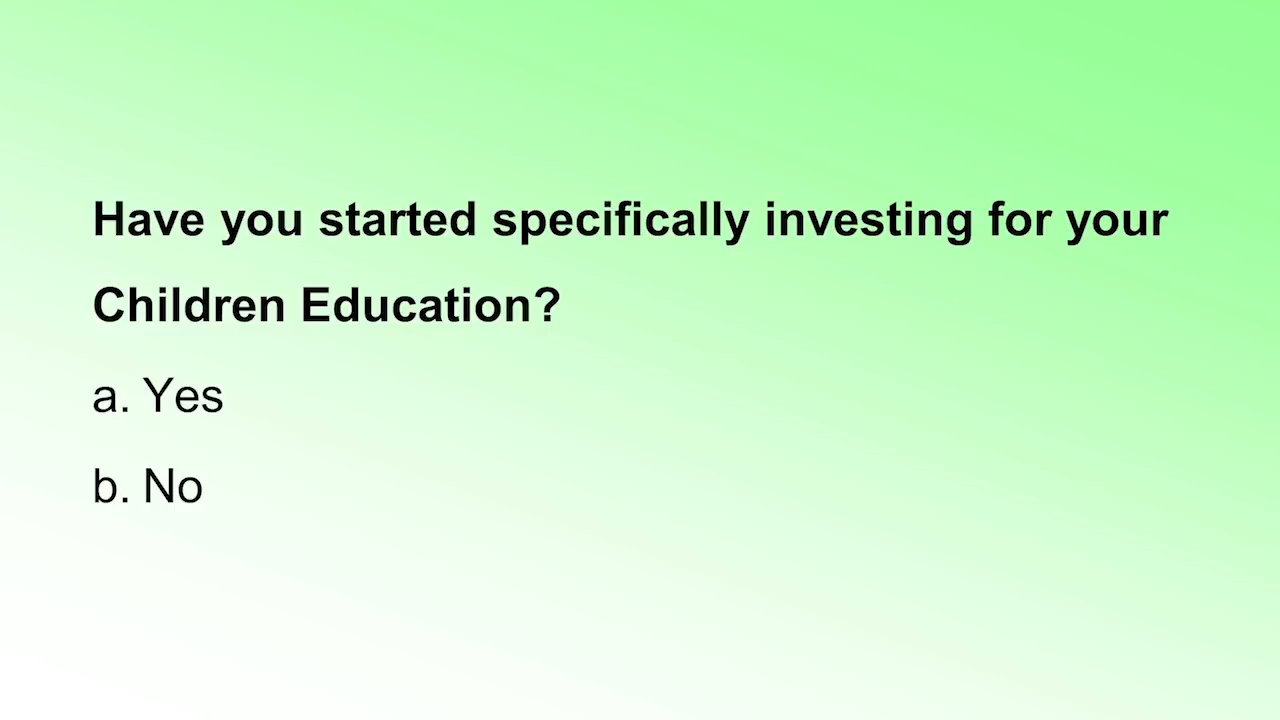 Have you started specifically investing for your
Children Education?
a. Yes
b. No